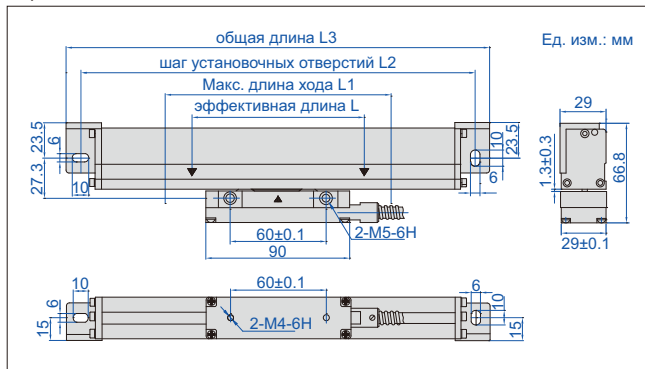 общая длина L3
Ед. изм.: мм
шаг установочных отверстий L2
Макс. длина хода L1
эффективная длина L
23.5
6
27.3
10
10
23.5
6
60±0.1
2-M5-6H
90
29
1.3±0.3
66.8
29±0.1
10
6
15
60±0.1
2-M4-6H
6
10
15